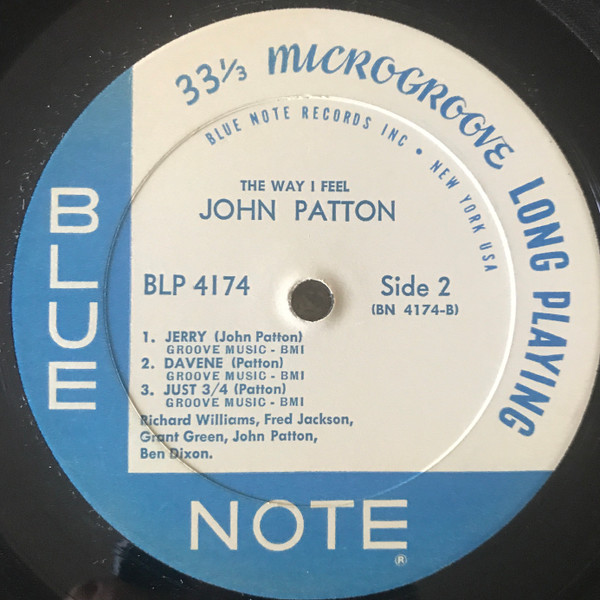 33⅓ MICROGROOVE LONG PLAYING
BLUE NOTE RECORDS INC • NEW YORK USA
THE WAY I FEEL
JOHN PATTON
BLP 4174
Side 2
(BN 4174-B)
1. JERRY (John Patton)
GROOVE MUSIC - BMI
2. DAVENE (Patton)
GROOVE MUSIC - BMI
3. JUST 3/4 (Patton)
GROOVE MUSIC - BMI
Richard Williams, Fred Jackson,
Grant Green, John Patton,
Ben Dixon.
BLUE
NOTE®